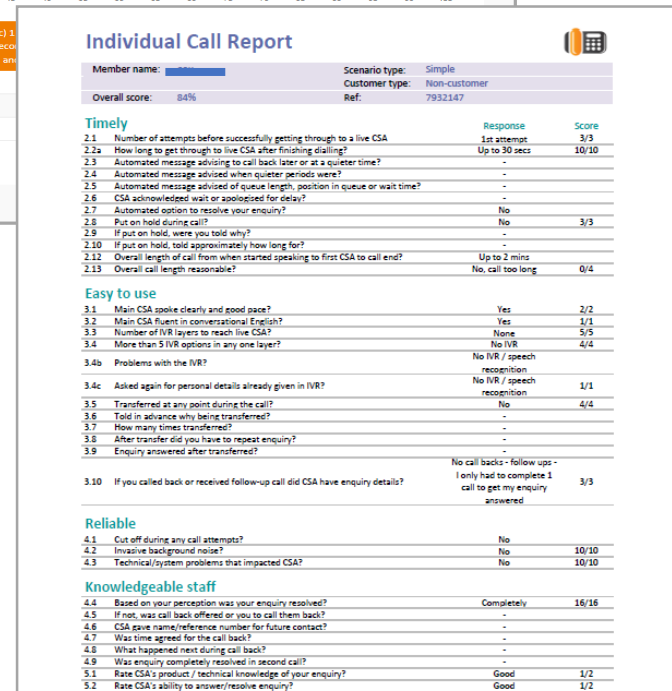 c) 1
ecor
and
Individual Call Report
Member name:
Scenario type: Simple
Customer type: Non-customer
Overall score: 84% Ref: 7932147
Timely Response Score
2.1 Number of attempts before successfully getting through to a live CSA 1st attempt 3/3
2.2a How long to get through to live CSA after finishing dialling? Up to 30 secs 10/10
2.3 Automated message advising to call back later or at a quieter time? -
2.4 Automated message advised when quieter periods were? -
2.5 Automated message advised of queue length, position in queue or wait time? -
2.6 CSA acknowledged wait or apologised for delay? -
2.7 Automated option to resolve your enquiry? No
2.8 Put on hold during call? No 3/3
2.9 If put on hold, were you told why? -
2.10 If put on hold, told approximately how long for? -
2.12 Overall length of call from when started speaking to first CSA to call end? Up to 2 mins
2.13 Overall call length reasonable? No, call too long 0/4
Easy to use
3.1 Main CSA spoke clearly and good pace? Yes 2/2
3.2 Main CSA fluent in conversational English? Yes 1/1
3.3 Number of IVR layers to reach live CSA? None 5/5
3.4 More than 5 IVR options in any one layer? No IVR 4/4
3.4b Problems with the IVR? No IVR / speech
recognition
3.4c Asked again for personal details already given in IVR? No IVR / speech
recognition 1/1
3.5 Transferred at any point during the call? No 4/4
3.6 Told in advance why being transferred? -
3.7 How many times transferred? -
3.8 After transfer did you have to repeat enquiry? -
3.9 Enquiry answered after transferred? -
No call backs - follow ups -
I only had to complete 1
3.10 If you called back or received follow-up call did CSA have enquiry details? call to get my enquiry 3/3
answered
Reliable
4.1 Cut off during any call attempts? No
4.2 Invasive background noise? No 10/10
4.3 Technical/system problems that impacted CSA? No 10/10
Knowledgeable staff
4.4 Based on your perception was your enquiry resolved? Completely 16/16
4.5 If not, was call back offered or you to call them back? -
4.6 CSA gave name/reference number for future contact? -
4.7 Was time agreed for the call back? -
4.8 What happened next during call back? -
4.9 Was enquiry completely resolved in second call? -
5.1 Rate CSA's product / technical knowledge of your enquiry? Good 1/2
5.2 Rate CSA's ability to answer/resolve enquiry? Good 1/2